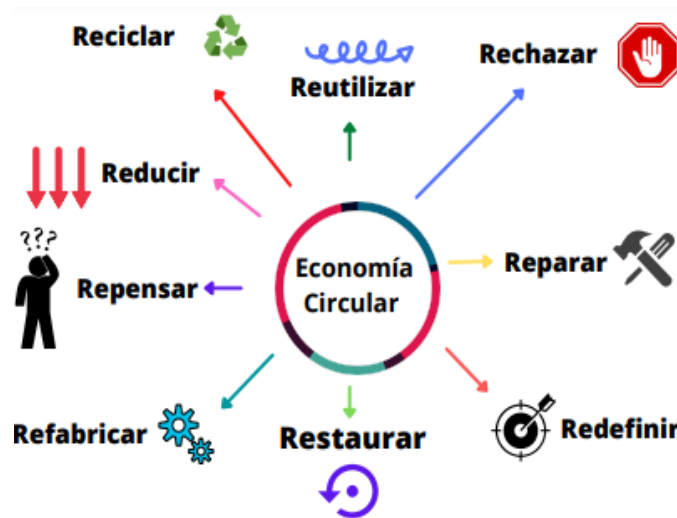 Reciclar
Reutilizar
Rechazar
Reducir
???
Economía
Circular
Reparar
Repensar
Refabricar
Restaurar
Redefinir